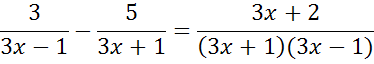 3/(3x − 1) − 5/(3x + 1) = (3x + 2)/((3x + 1)(3x − 1))